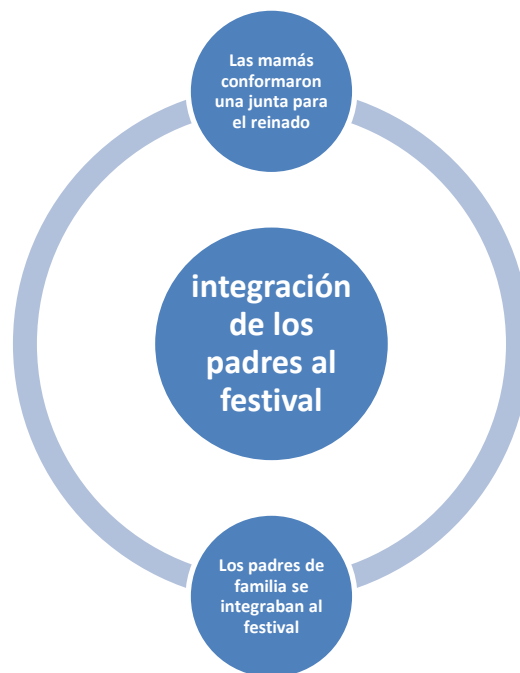 Las mamás
conformaron
una junta para
el reinado
integración
de los
padres al
festival
Los padres de
familia se
integraban al
festival